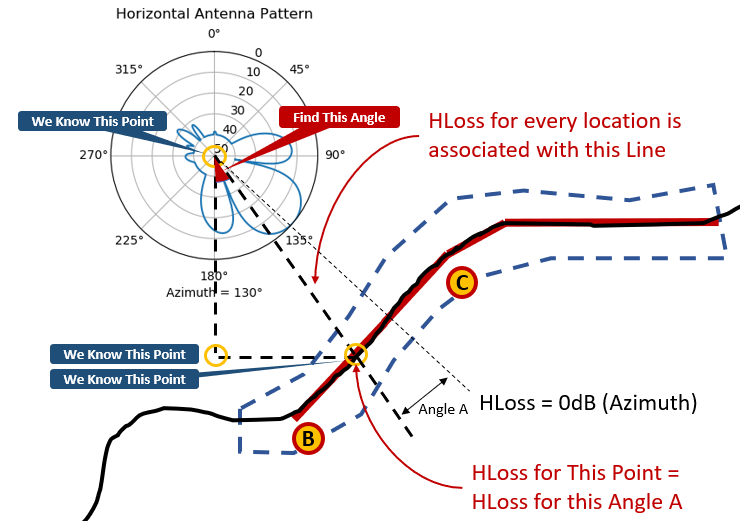 Horizontal Antenna Pattern
0°
315°
0
45°
10
20
We Know This Point
30
Find This Angle
40
50
HLoss for every location is
associated with this Line
270°
90°
225°
135°
180°
Azimuth = 130°
C
We Know This Point
We Know This Point
Angle A
HLoss = 0dB (Azimuth)
B
HLoss for This Point =
HLoss for this Angle A